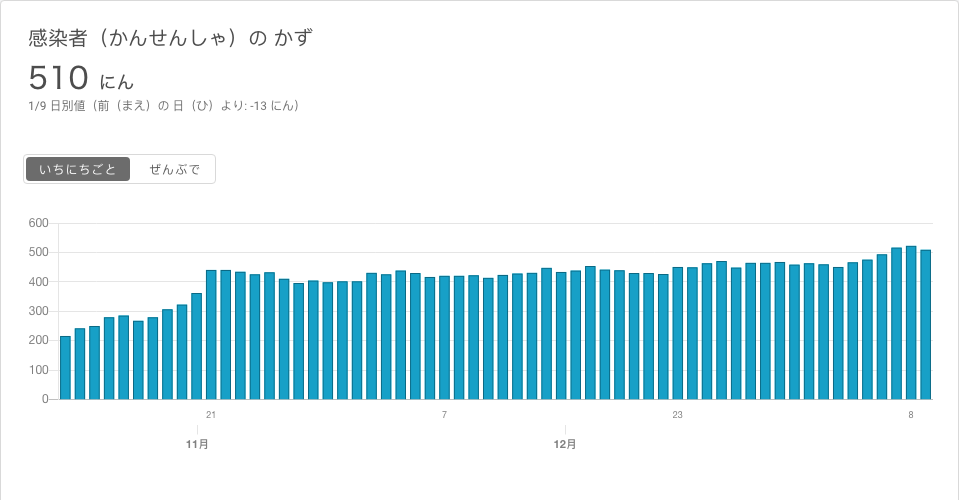 感染者（かんせんしゃ）の かず
510 にん
1/9 日別値（前（まえ）の 日（ひ）より: -13 にん）
いちにちごと ぜんぶで
600
500
400
300
200
100
0
21 7 23 8
11月 12月